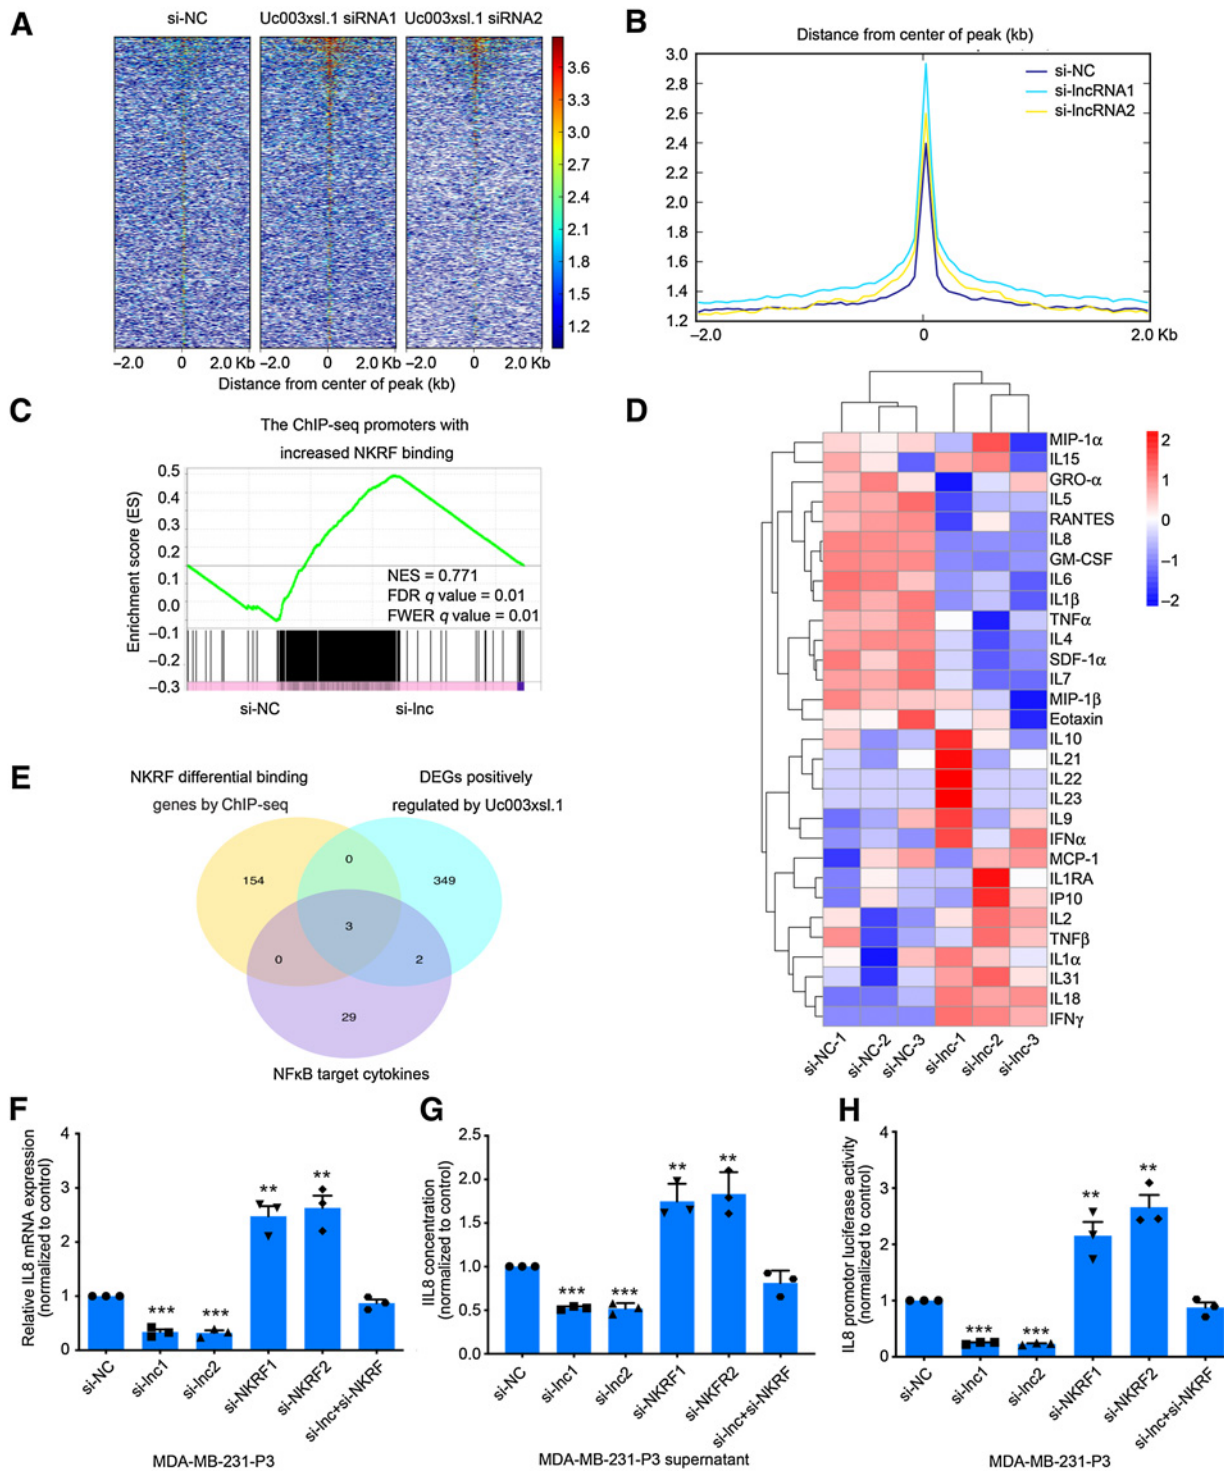 A
si-NC
Uc003xsl.1 siRNA1
Uc003xsl.1 siRNA2
3.6
3.3
3.0
2.7
2.4
2.1
1.8
1.5
1.2
−2.0 0 2.0 Kb
−2.0 0 2.0 Kb
−2.0 0 2.0 Kb
Distance from center of peak (kb)
B
Distance from center of peak (kb)
3.0
2.8
2.6
2.4
2.2
2.0
1.8
1.6
1.4
1.2
si-NC
si-lncRNA1
si-lncRNA2
−2.0 0 2.0 Kb
C
The ChIP-seq promoters with
increased NKRF binding
Enrichment score (ES)
0.5
0.4
0.3
0.2
0.1
0.0
−0.1
−0.2
−0.3
NES = 0.771
FDR q value = 0.01
FWER q value = 0.01
si-NC
si-lnc
D
MIP-1α
IL15
GRO-α
IL5
RANTES
IL8
GM-CSF
IL6
IL1β
TNFα
IL4
SDF-1α
IL7
MIP-1β
Eotaxin
IL10
IL21
IL22
IL23
IL9
IFNα
MCP-1
IL1RA
IP10
IL2
TNFβ
IL1α
IL31
IL18
IFNγ
2
1
0
−1
−2
si-NC-1
si-NC-2
si-NC-3
si-lnc-1
si-lnc-2
si-lnc-3
E
NKRF differential binding
genes by ChIP-seq
DEGs positively
regulated by Uc003xsl.1
154
0
349
3
0
2
29
NFκB target cytokines
F
Relative IL8 mRNA expression
(normalized to control)
4
3
2
1
0
***
***
**
**
si-NC
si-lnc1
si-lnc2
si-NKRF1
si-NKRF2
si-lnc+si-NKRF
MDA-MB-231-P3
G
IIL8 concentration
(normalized to control)
2.5
2.0
1.5
1.0
0.5
0
***
***
**
**
si-NC
si-lnc1
si-lnc2
si-NKRF1
si-NKFR2
si-lnc+si-NKRF
MDA-MB-231-P3 supernatant
H
IL8 promotor luciferase activity
(normalized to control)
4
3
2
1
0
***
***
**
**
si-NC
si-lnc1
si-lnc2
si-NKRF1
si-NKRF2
si-lnc+si-NKRF
MDA-MB-231-P3